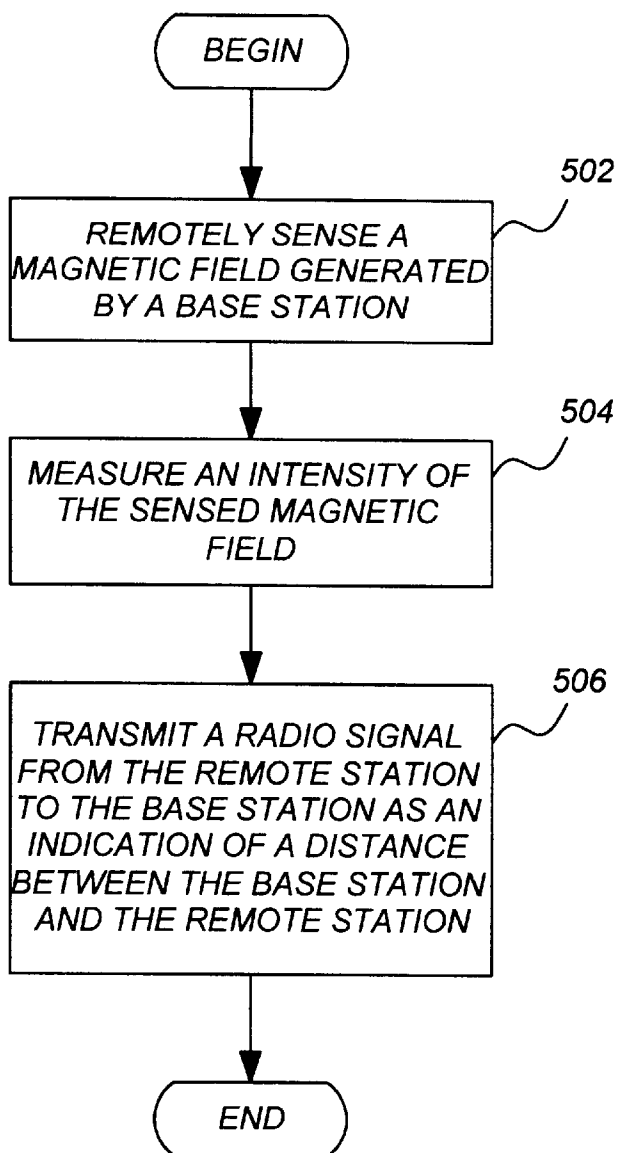 BEGIN
502
REMOTELY SENSE A
MAGNETIC FIELD GENERATED
BY A BASE STATION
504
MEASURE AN INTENSITY OF
THE SENSED MAGNETIC
FIELD
506
TRANSMIT A RADIO SIGNAL
FROM THE REMOTE STATION
TO THE BASE STATION AS AN
INDICATION OF A DISTANCE
BETWEEN THE BASE STATION
AND THE REMOTE STATION
END